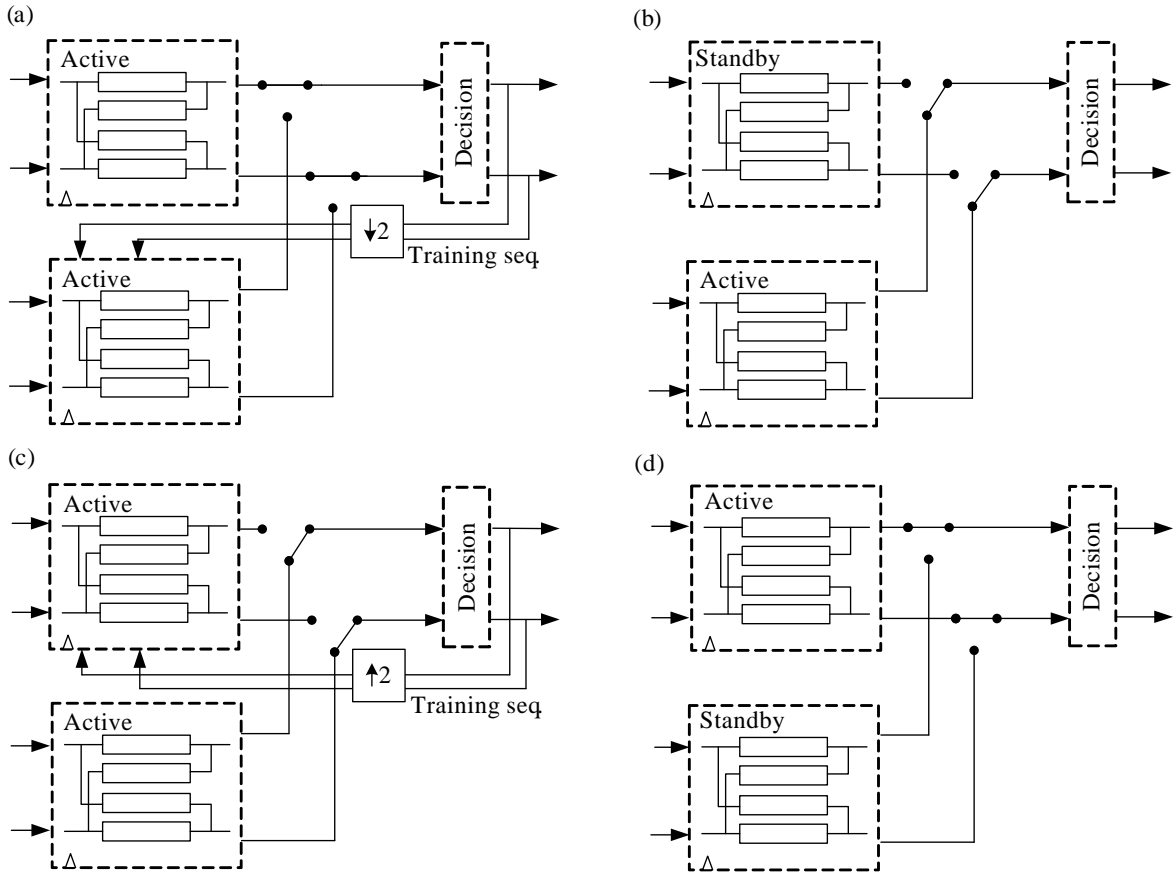 (a)
Active
Decision
Δ
↓2
Training seq.
Active
Δ
(b)
Standby
Decision
Δ
Active
Δ
(c)
Active
Decision
Δ
↑2
Training seq.
Active
Δ
(d)
Active
Decision
Δ
Standby
Δ